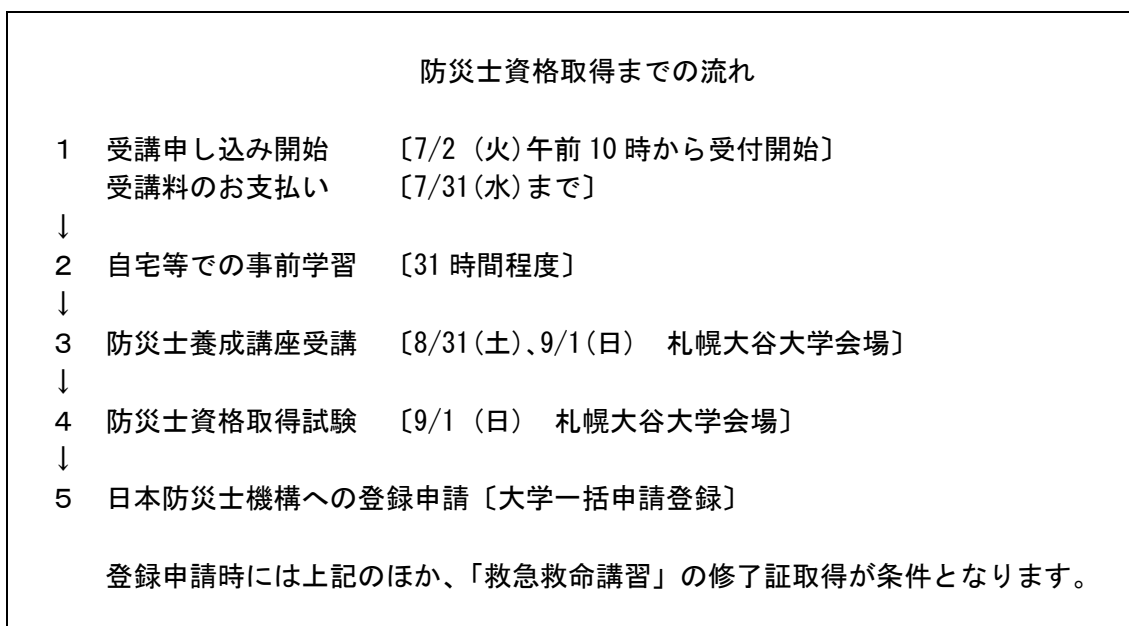 防災士資格取得までの流れ
1 受講申し込み開始 〔7/2 (火)午前10時から受付開始〕
受講料のお支払い 〔7/31(水)まで〕
↓
2 自宅等での事前学習 〔31時間程度〕
↓
3 防災士養成講座受講 〔8/31(土)、9/1(日) 札幌大谷大学会場〕
↓
4 防災士資格取得試験 〔9/1 (日) 札幌大谷大学会場〕
↓
5 日本防災士機構への登録申請〔大学一括申請登録〕
登録申請時には上記のほか、「救急救命講習」の修了証取得が条件となります。